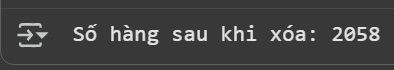 Số hàng sau khi xóa: 2058